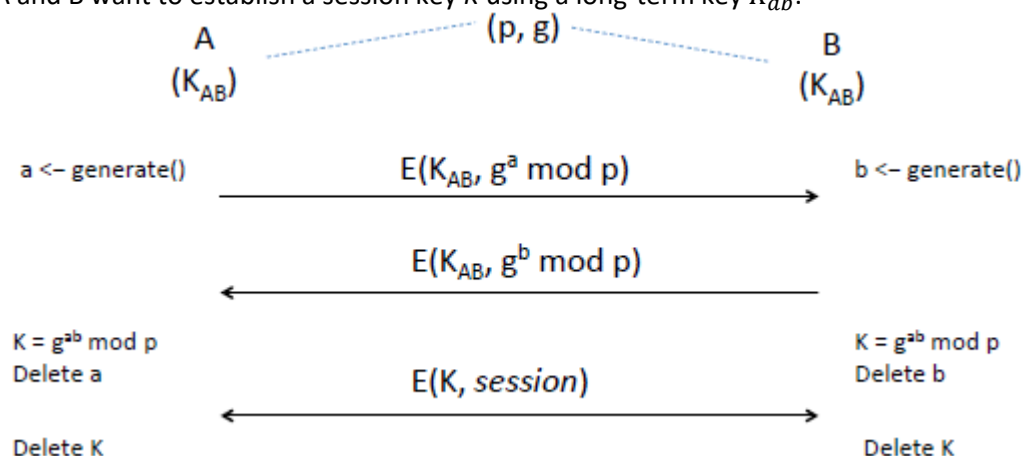 A and B want to establish a session key K using a long-term key K_ab.
(p, g)
A
B
(K_AB)
(K_AB)
a <– generate()
E(K_AB, g^a mod p)
b <– generate()
E(K_AB, g^b mod p)
K = g^ab mod p
K = g^ab mod p
Delete a
Delete b
E(K, session)
Delete K
Delete K